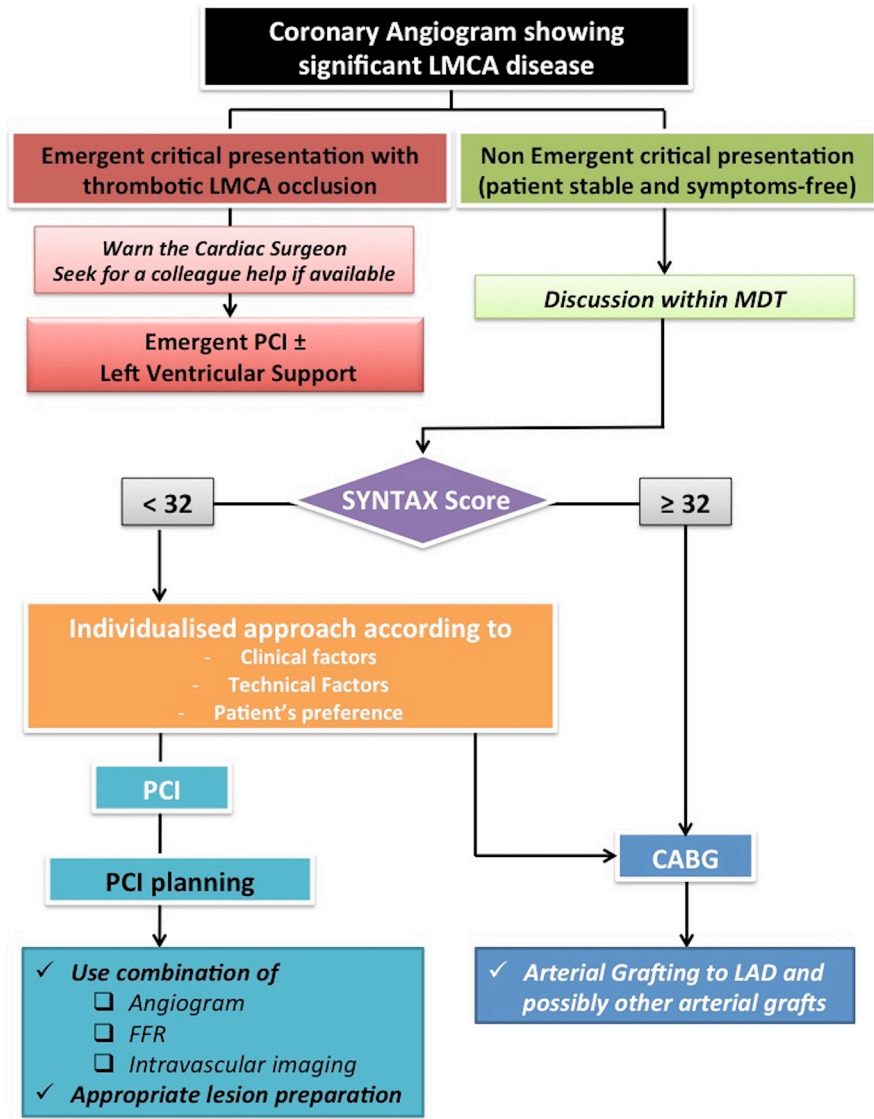 Coronary Angiogram showing
significant LMCA disease
Emergent critical presentation with
thrombotic LMCA occlusion
Non Emergent critical presentation
(patient stable and symptoms-free)
Warn the Cardiac Surgeon
Seek for a colleague help if available
Discussion within MDT
Emergent PCI ±
Left Ventricular Support
SYNTAX Score
< 32
≥ 32
Individualised approach according to
- Clinical factors
- Technical Factors
- Patient's preference
PCI
CABG
PCI planning
✓ Use combination of
❑ Angiogram
❑ FFR
❑ Intravascular imaging
✓ Appropriate lesion preparation
✓ Arterial Grafting to LAD and
possibly other arterial grafts